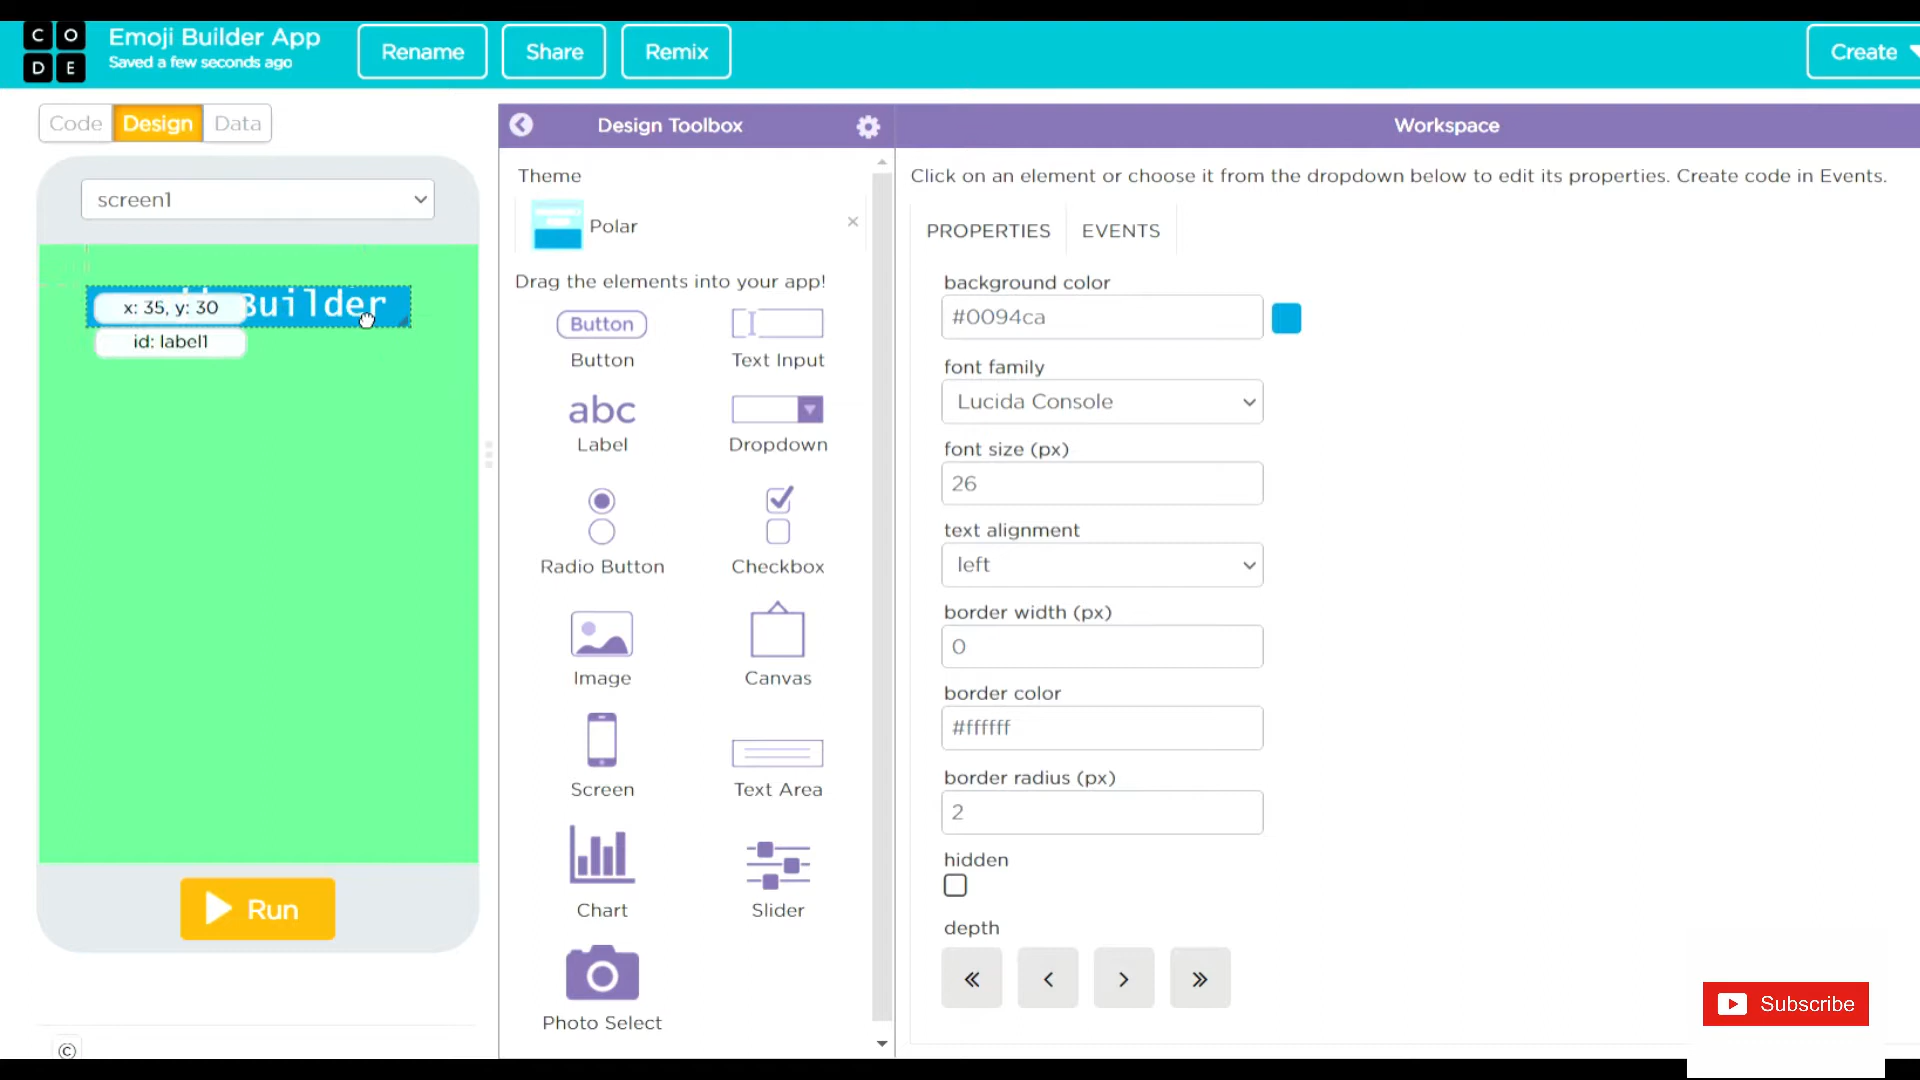 CO
DE
Emoji Builder App
Saved a few seconds ago
Rename
Share
Remix
Create
Code
Design
Data
screen1
x: 35, y: 30
Builder
id: label1
Run
©
Design Toolbox
Theme
Polar
×
Drag the elements into your app!
Button
Button
Text Input
abc
Label
Dropdown
Radio Button
Checkbox
Image
Canvas
Screen
Text Area
Chart
Slider
Photo Select
Workspace
Click on an element or choose it from the dropdown below to edit its properties. Create code in Events.
PROPERTIES
EVENTS
background color
#0094ca
font family
Lucida Console
font size (px)
26
text alignment
left
border width (px)
0
border color
#ffffff
border radius (px)
2
hidden
depth
Subscribe